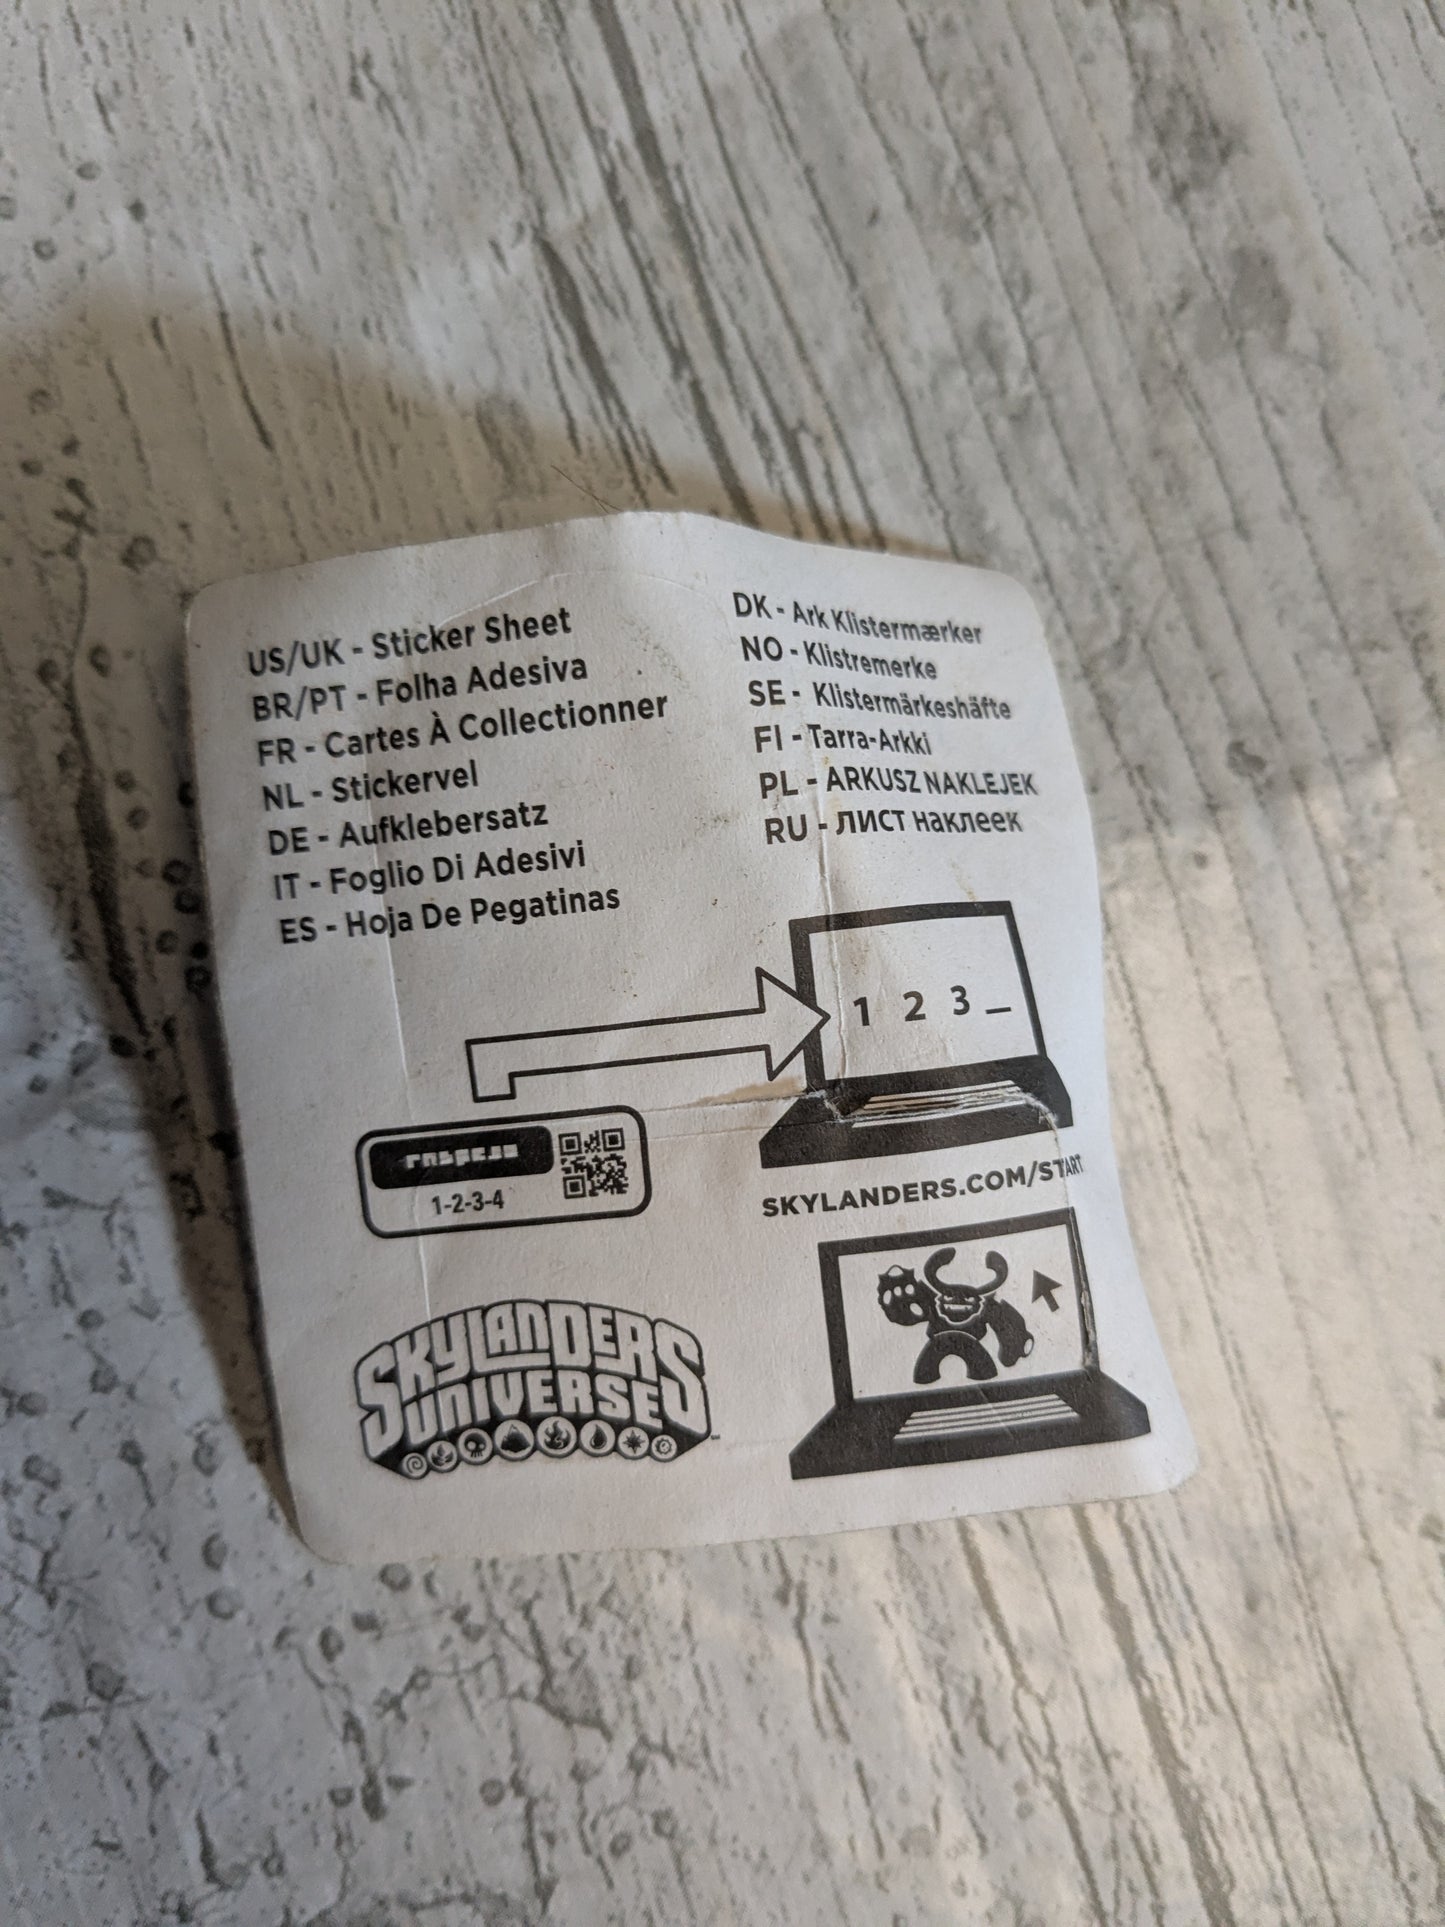 US/UK - Sticker Sheet
BR/PT - Folha Adesiva
FR - Cartes À Collectionner
NL - Stickervel
DE - Aufklebersatz
IT - Foglio Di Adesivi
ES - Hoja De Pegatinas
DK - Ark Klistermærker
NO - Klistremerke
SE - Klistermärkeshäfte
FI - Tarra-Arkki
PL - ARKUSZ NAKLEJEK
RU - ЛИСТ наклеек
1 2 3 _
1-2-3-4
SKYLANDERS.COM/START
SKYLANDERS
UNIVERSE